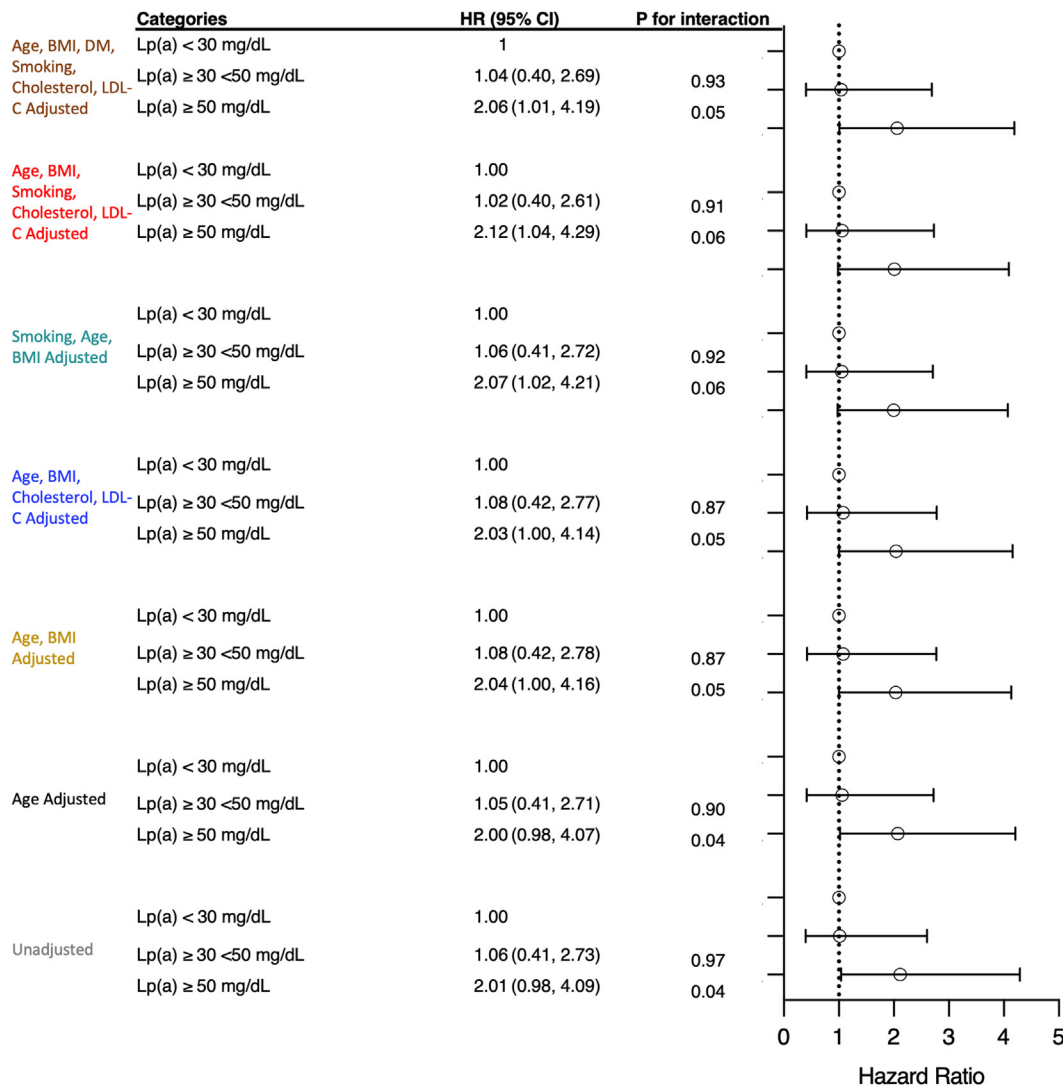 Categories HR (95% CI) P for interaction
Age, BMI, DM,
Smoking,
Cholesterol, LDL-
C Adjusted
Lp(a) < 30 mg/dL 1
Lp(a) ≥ 30 <50 mg/dL 1.04 (0.40, 2.69) 0.93
Lp(a) ≥ 50 mg/dL 2.06 (1.01, 4.19) 0.05
Age, BMI,
Smoking,
Cholesterol, LDL-
C Adjusted
Lp(a) < 30 mg/dL 1.00
Lp(a) ≥ 30 <50 mg/dL 1.02 (0.40, 2.61) 0.91
Lp(a) ≥ 50 mg/dL 2.12 (1.04, 4.29) 0.06
Smoking, Age,
BMI Adjusted
Lp(a) < 30 mg/dL 1.00
Lp(a) ≥ 30 <50 mg/dL 1.06 (0.41, 2.72) 0.92
Lp(a) ≥ 50 mg/dL 2.07 (1.02, 4.21) 0.06
Age, BMI,
Cholesterol, LDL-
C Adjusted
Lp(a) < 30 mg/dL 1.00
Lp(a) ≥ 30 <50 mg/dL 1.08 (0.42, 2.77) 0.87
Lp(a) ≥ 50 mg/dL 2.03 (1.00, 4.14) 0.05
Age, BMI
Adjusted
Lp(a) < 30 mg/dL 1.00
Lp(a) ≥ 30 <50 mg/dL 1.08 (0.42, 2.78) 0.87
Lp(a) ≥ 50 mg/dL 2.04 (1.00, 4.16) 0.05
Age Adjusted
Lp(a) < 30 mg/dL 1.00
Lp(a) ≥ 30 <50 mg/dL 1.05 (0.41, 2.71) 0.90
Lp(a) ≥ 50 mg/dL 2.00 (0.98, 4.07) 0.04
Unadjusted
Lp(a) < 30 mg/dL 1.00
Lp(a) ≥ 30 <50 mg/dL 1.06 (0.41, 2.73) 0.97
Lp(a) ≥ 50 mg/dL 2.01 (0.98, 4.09) 0.04
0 1 2 3 4 5
Hazard Ratio